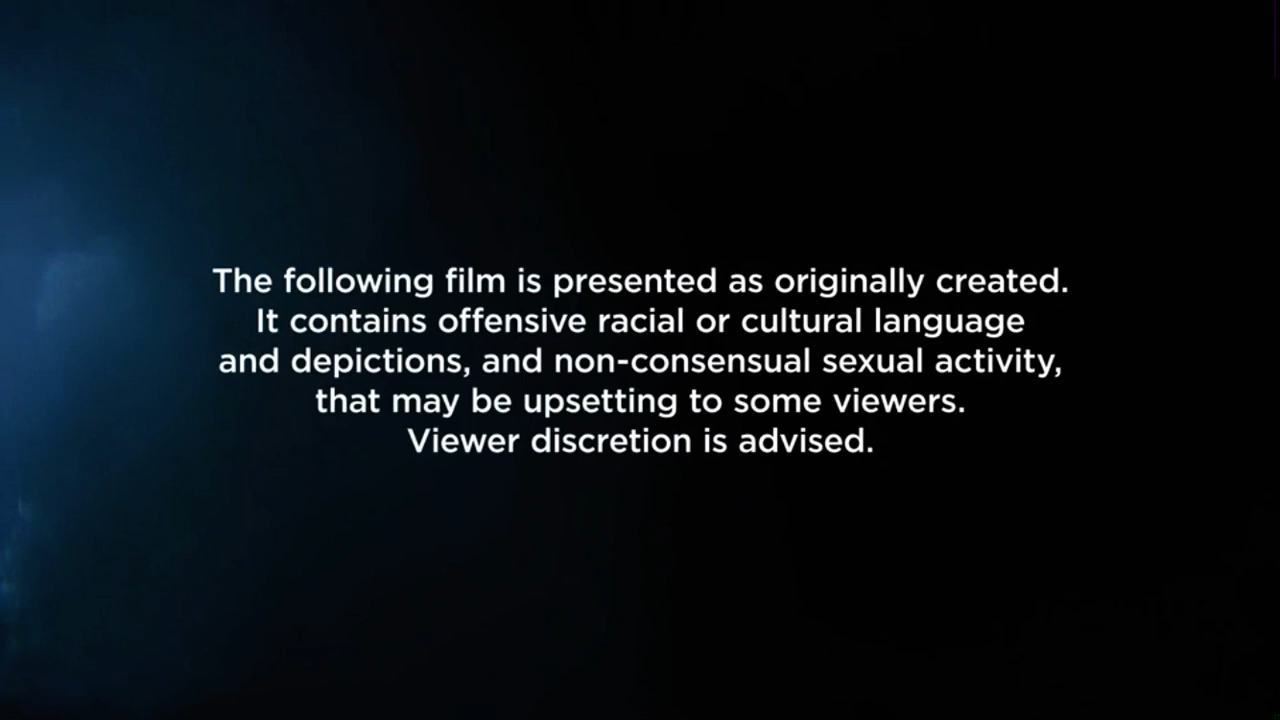 The following film is presented as originally created.
It contains offensive racial or cultural language
and depictions, and non-consensual sexual activity,
that may be upsetting to some viewers.
Viewer discretion is advised.